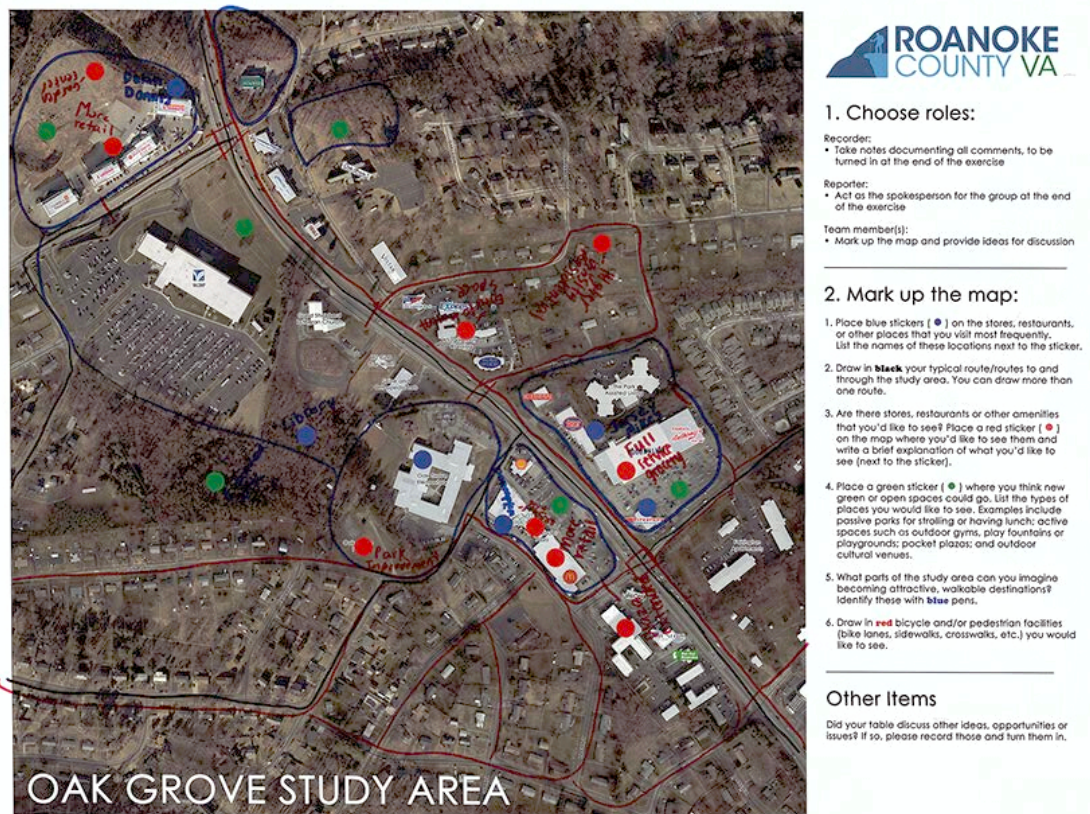 ROANOKE
COUNTY VA
1. Choose roles:
Recorder:
• Take notes documenting all comments, to be
turned in at the end of the exercise
Reporter:
• Act as the spokesperson for the group at the end
of the exercise
Team member(s):
• Mark up the map and provide ideas for discussion
2. Mark up the map:
1. Place blue stickers ( ) on the stores, restaurants,
or other places that you visit most frequently.
List the names of these locations next to the sticker.
2. Draw in black your typical route/routes to and
through the study area. You can draw more than
one route.
3. Are there stores, restaurants or other amenities
that you'd like to see? Place a red sticker ( )
on the map where you'd like to see them and
write a brief explanation of what you'd like to
see (next to the sticker).
4. Place a green sticker ( ) where you think new
green or open spaces could go. List the types of
places you would like to see. Examples include
passive parks for strolling or having lunch; active
spaces such as outdoor gyms, play fountains or
playgrounds; pocket plazas; and outdoor
cultural venues.
5. What parts of the study area can you imagine
becoming attractive, walkable destinations?
Identify these with blue pens.
6. Draw in red bicycle and/or pedestrian facilities
(bike lanes, sidewalks, crosswalks, etc.) you would
like to see.
Other Items
Did your table discuss other ideas, opportunities or
issues? If so, please record those and turn them in.
Garden
Center
More
retail
Library
Full
service
grocery
Park
Improvement
more
retail
OAK GROVE STUDY AREA